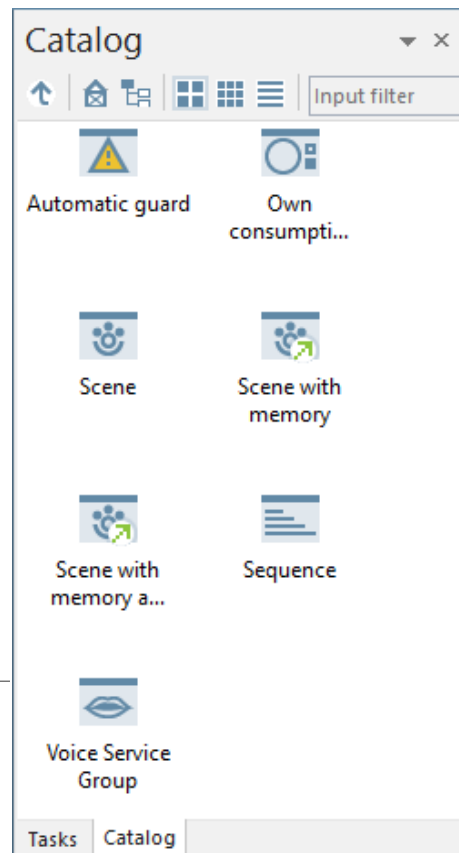 Catalog
Input filter
Automatic guard
Own
consumpti...
Scene
Scene with
memory
Scene with
memory a...
Sequence
Voice Service
Group
Tasks
Catalog